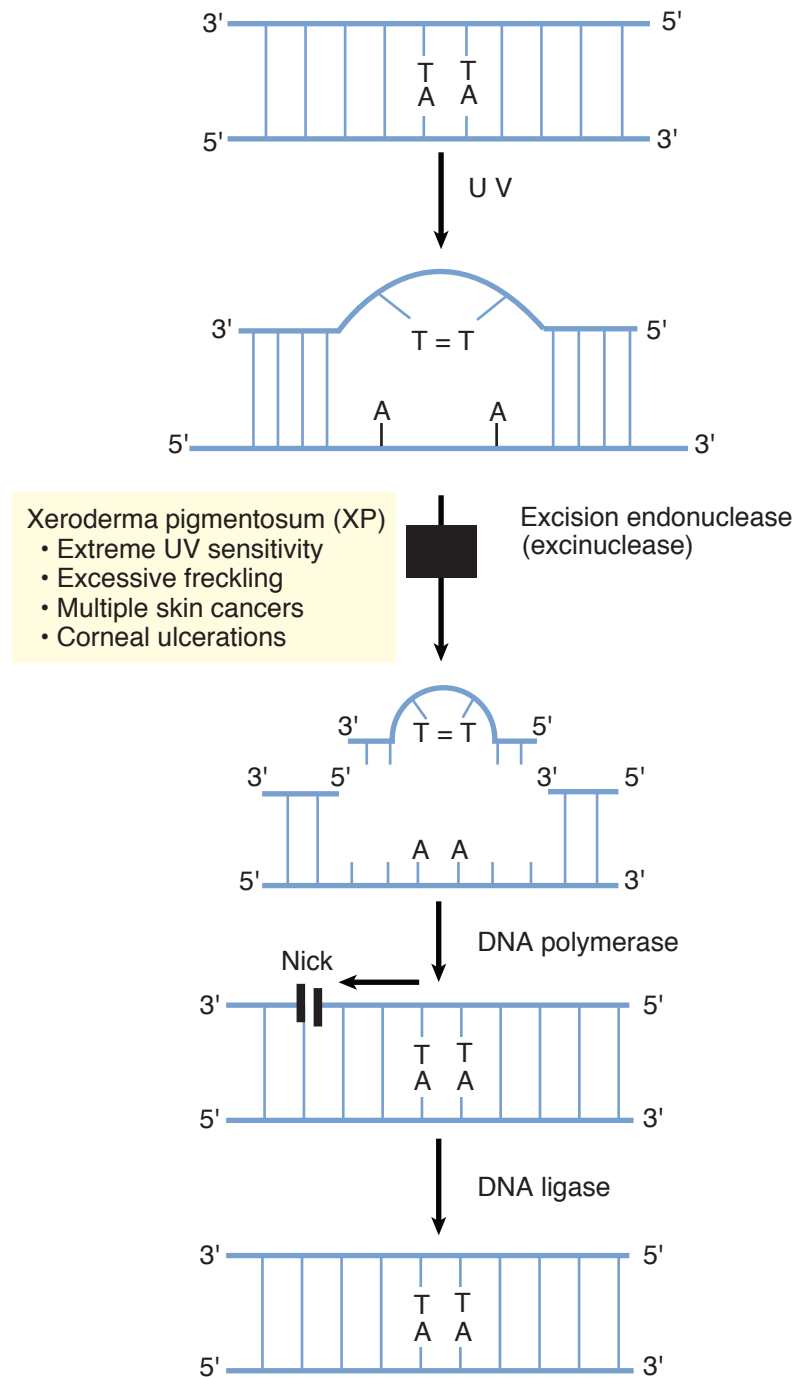 3' 5'
T T
A A
5' 3'
U V
3' 5'
T = T
A A
5' 3'
Xeroderma pigmentosum (XP)
• Extreme UV sensitivity
• Excessive freckling
• Multiple skin cancers
• Corneal ulcerations
Excision endonuclease
(excinuclease)
3' 5'
T = T
3' 5' 3' 5'
A A
5' 3'
DNA polymerase
Nick
3' 5'
T T
A A
5' 3'
DNA ligase
3' 5'
T T
A A
5' 3'